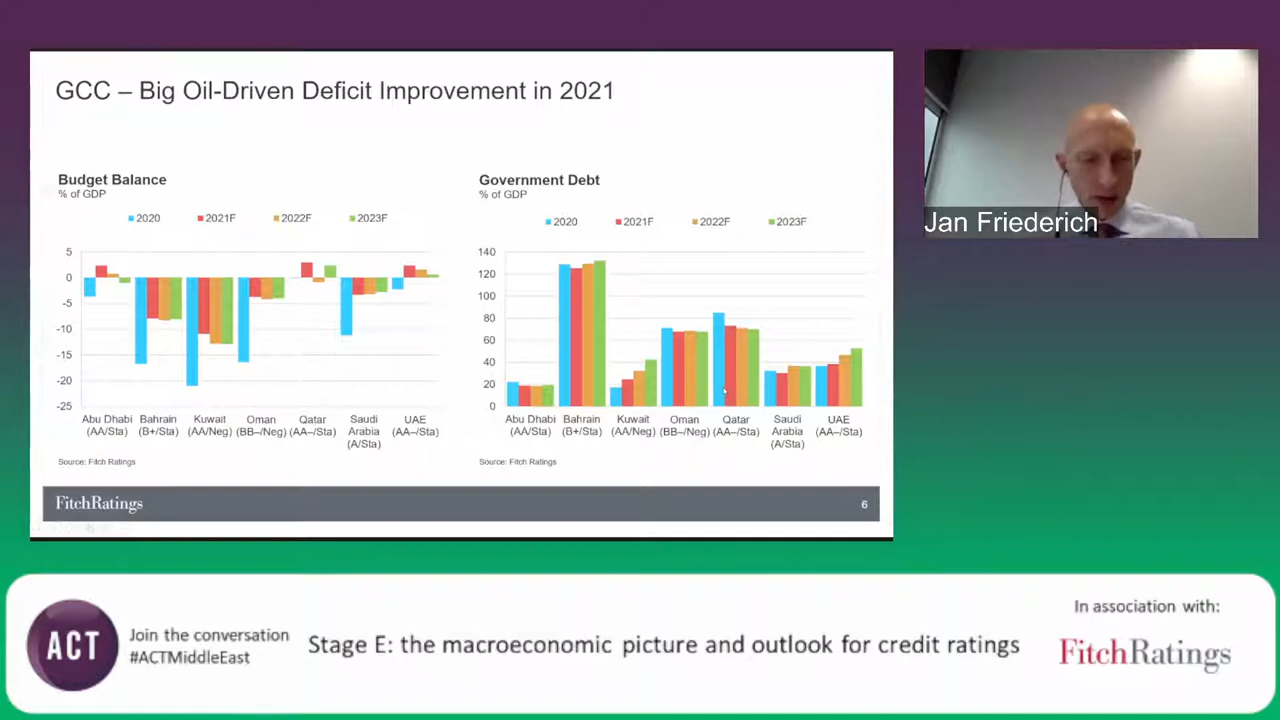 GCC – Big Oil-Driven Deficit Improvement in 2021
Budget Balance
% of GDP
2020 2021F 2022F 2023F
5
0
-5
-10
-15
-20
-25
Abu Dhabi Bahrain Kuwait Oman Qatar Saudi UAE
(AA/Sta) (B+/Sta) (AA/Neg) (BB–/Neg) (AA–/Sta) Arabia (AA–/Sta)
(A/Sta)
Source: Fitch Ratings
Government Debt
% of GDP
2020 2021F 2022F 2023F
140
120
100
80
60
40
20
0
Abu Dhabi Bahrain Kuwait Oman Qatar Saudi UAE
(AA/Sta) (B+/Sta) (AA/Neg) (BB–/Neg) (AA–/Sta) Arabia (AA–/Sta)
(A/Sta)
Source: Fitch Ratings
FitchRatings
6
Jan Friederich
ACT
Join the conversation
#ACTMiddleEast
Stage E: the macroeconomic picture and outlook for credit ratings
In association with:
FitchRatings